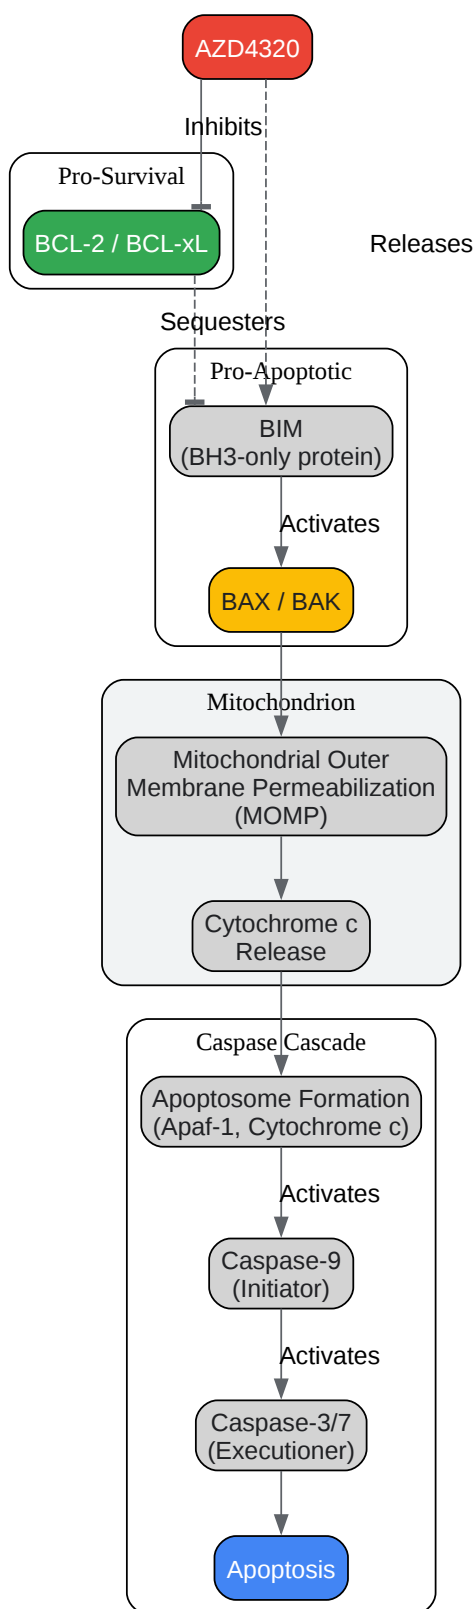 AZD4320
Inhibits
Pro-Survival
BCL-2 / BCL-xL
Releases
Sequesters
Pro-Apoptotic
BIM
(BH3-only protein)
Activates
BAX / BAK
Mitochondrion
Mitochondrial Outer
Membrane Permeabilization
(MOMP)
Cytochrome c
Release
Caspase Cascade
Apoptosome Formation
(Apaf-1, Cytochrome c)
Activates
Caspase-9
(Initiator)
Activates
Caspase-3/7
(Executioner)
Apoptosis